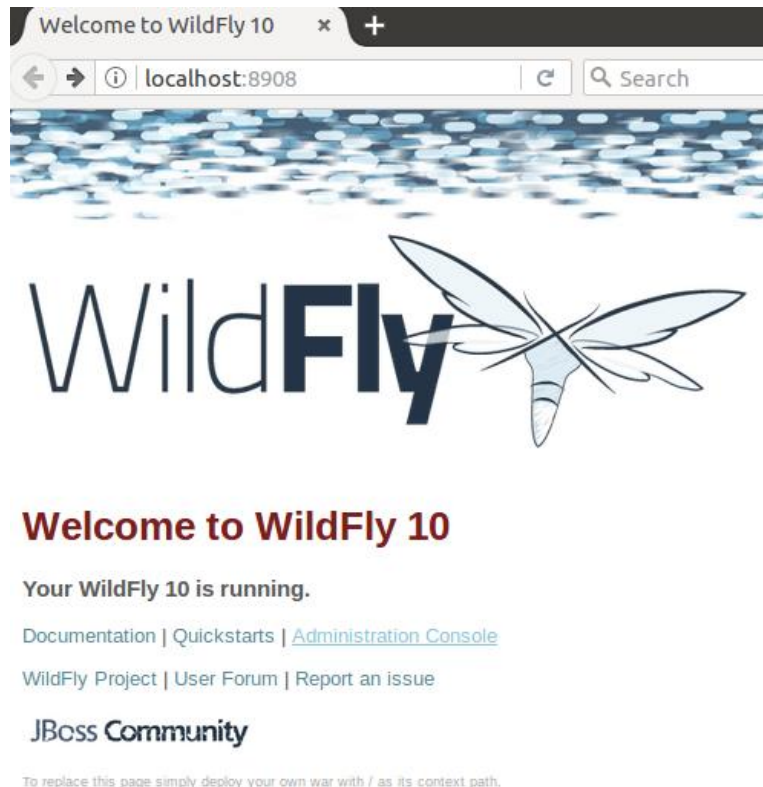 Welcome to WildFly 10
localhost:8908
Search
WildFly
Welcome to WildFly 10
Your WildFly 10 is running.
Documentation | Quickstarts | Administration Console
WildFly Project | User Forum | Report an issue
JBoss Community
To replace this page simply deploy your own war with / as its context path.